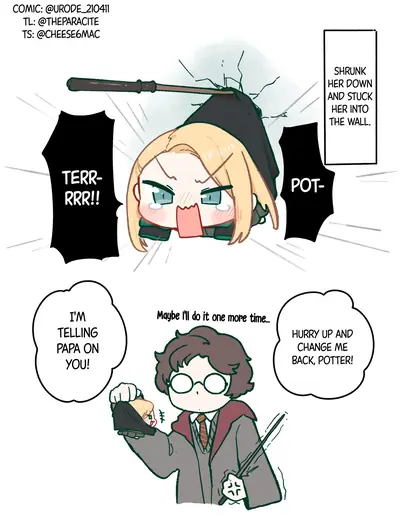 COMIC: @URODE_210411
TL: @THEPARACITE
TS: @CHEESE6MAC
SHRUNK
HER DOWN
AND STUCK
HER INTO
THE WALL.
POT-
TERR-
RRR!!
HURRY UP AND
CHANGE ME
BACK, POTTER!
Maybe I'll do it one more time..
I'M
TELLING
PAPA ON
YOU!